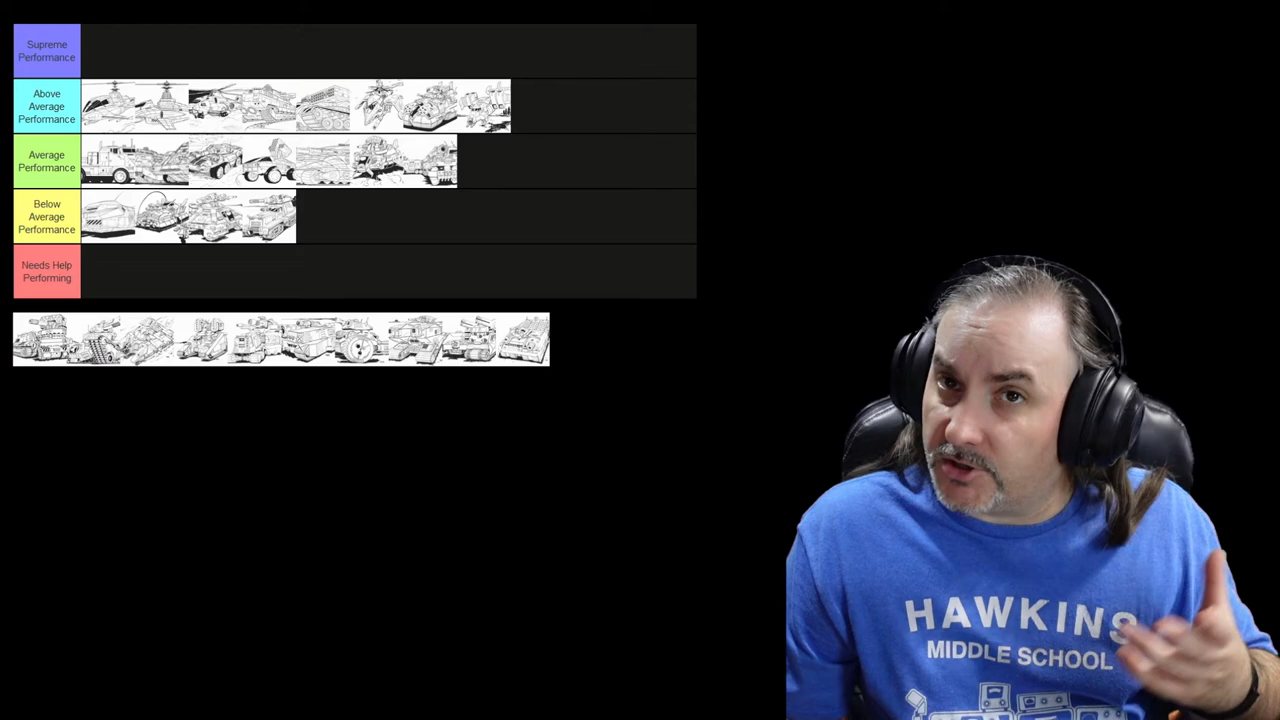 Supreme
Performance
Above
Average
Performance
Average
Performance
Below
Average
Performance
Needs Help
Performing
HAWKINS
MIDDLE SCHOOL